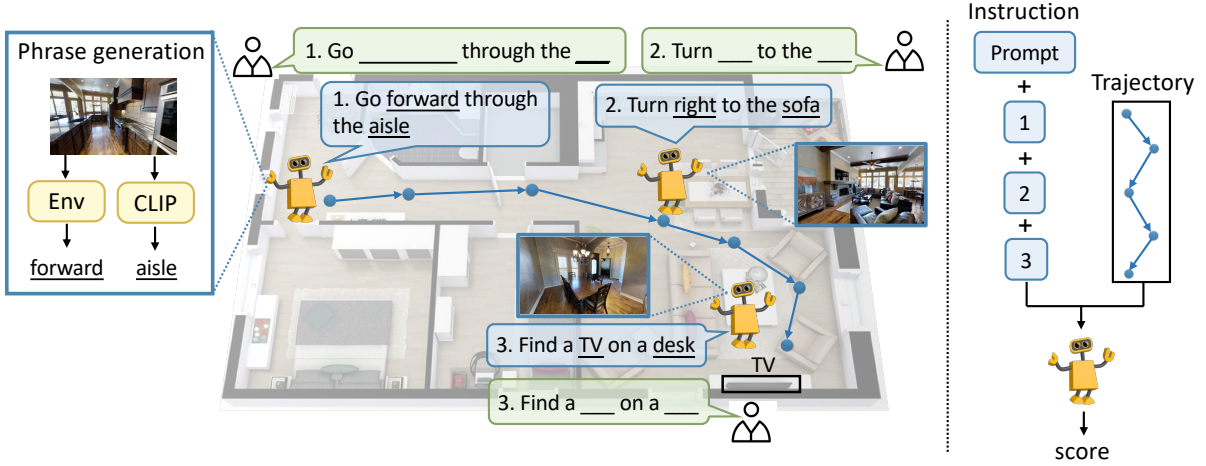 Phrase generation
Env
CLIP
forward
aisle
1. Go __________ through the ___
2. Turn ___ to the ___
1. Go forward through
the aisle
2. Turn right to the sofa
3. Find a TV on a desk
TV
3. Find a ___ on a ___
Instruction
Prompt
+
1
+
2
+
3
Trajectory
score